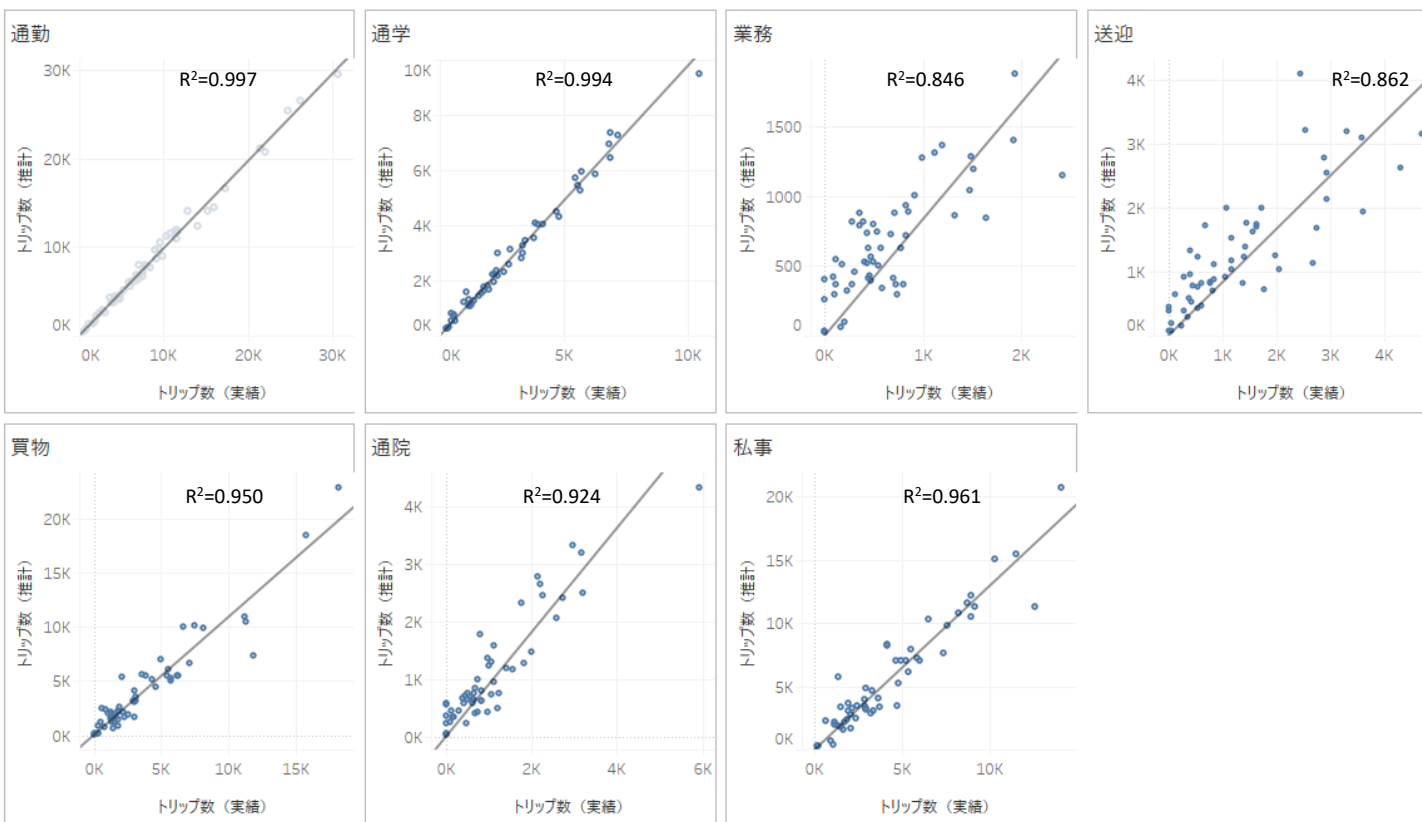 通勤
R²=0.997
トリップ数（推計）
30K
20K
10K
0K
0K 10K 20K 30K
トリップ数（実績）
通学
R²=0.994
トリップ数（推計）
10K
8K
6K
4K
2K
0K
0K 5K 10K
トリップ数（実績）
業務
R²=0.846
トリップ数（推計）
1500
1000
500
0
0K 1K 2K
トリップ数（実績）
送迎
R²=0.862
トリップ数（推計）
4K
3K
2K
1K
0K
0K 1K 2K 3K 4K
トリップ数（実績）
買物
R²=0.950
トリップ数（推計）
20K
15K
10K
5K
0K
0K 5K 10K 15K
トリップ数（実績）
通院
R²=0.924
トリップ数（推計）
4K
3K
2K
1K
0K
0K 2K 4K 6K
トリップ数（実績）
私事
R²=0.961
トリップ数（推計）
20K
15K
10K
5K
0K
0K 5K 10K
トリップ数（実績）